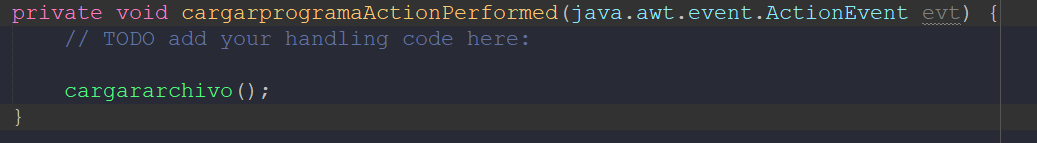 private void cargarprogramaActionPerformed(java.awt.event.ActionEvent evt) {
// TODO add your handling code here:
cargararchivo();
}